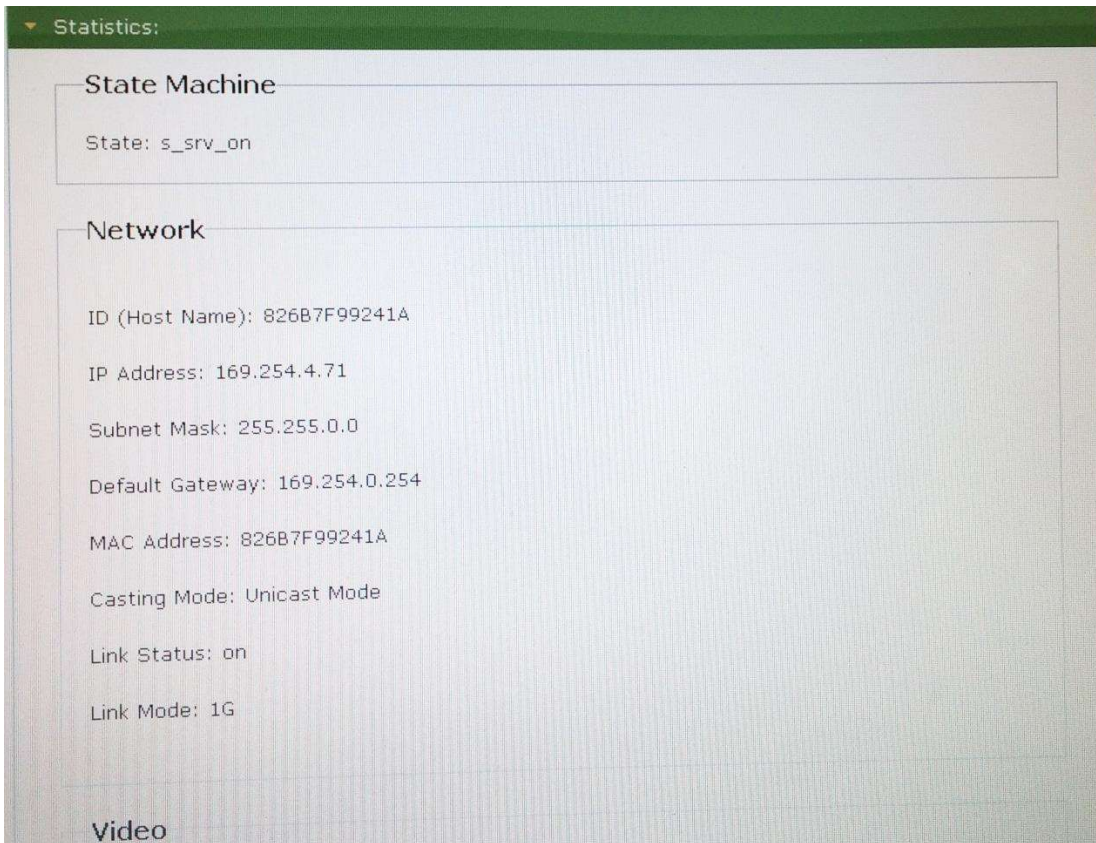 Statistics:
State Machine
State: s_srv_on
Network
ID (Host Name): 826B7F99241A
IP Address: 169.254.4.71
Subnet Mask: 255.255.0.0
Default Gateway: 169.254.0.254
MAC Address: 826B7F99241A
Casting Mode: Unicast Mode
Link Status: on
Link Mode: 1G
Video